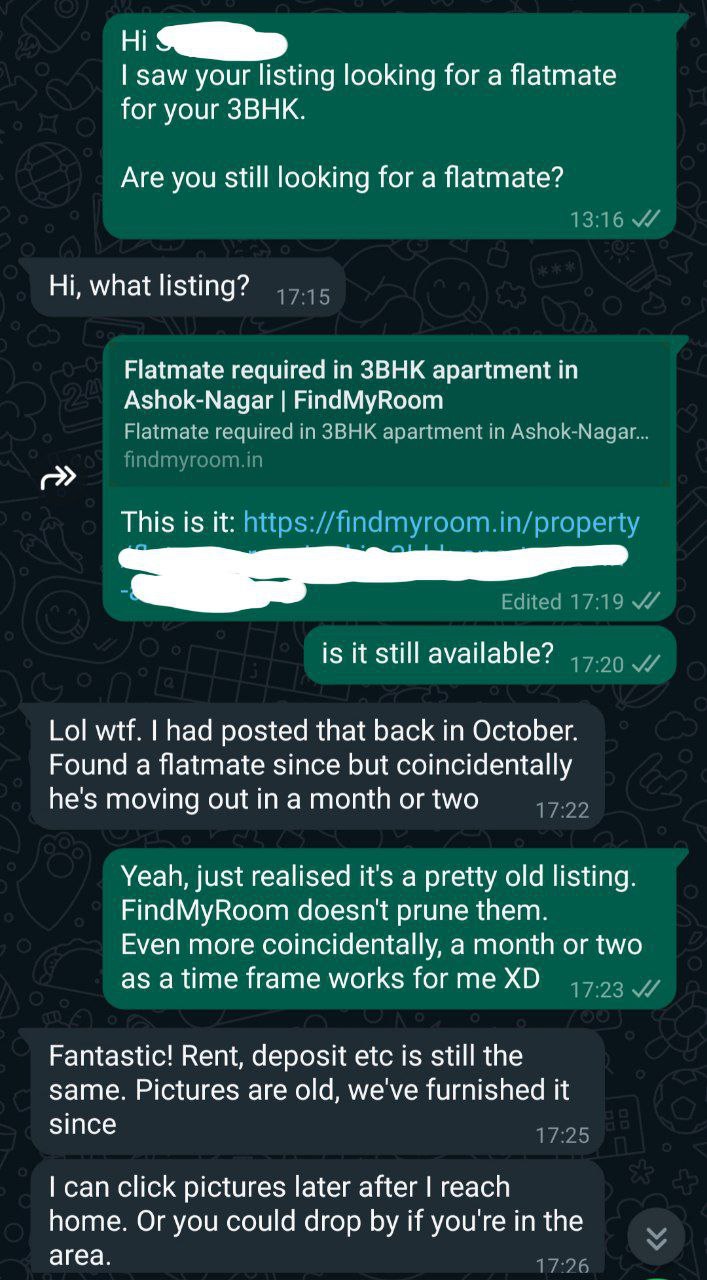 Hi
I saw your listing looking for a flatmate
for your 3BHK.
Are you still looking for a flatmate?
13:16
Hi, what listing?
17:15
Flatmate required in 3BHK apartment in
Ashok-Nagar | FindMyRoom
Flatmate required in 3BHK apartment in Ashok-Nagar...
findmyroom.in
This is it: https://findmyroom.in/property
Edited 17:19
is it still available?
17:20
Lol wtf. I had posted that back in October.
Found a flatmate since but coincidentally
he's moving out in a month or two
17:22
Yeah, just realised it's a pretty old listing.
FindMyRoom doesn't prune them.
Even more coincidentally, a month or two
as a time frame works for me XD
17:23
Fantastic! Rent, deposit etc is still the
same. Pictures are old, we've furnished it
since
17:25
I can click pictures later after I reach
home. Or you could drop by if you're in the
area.
17:26